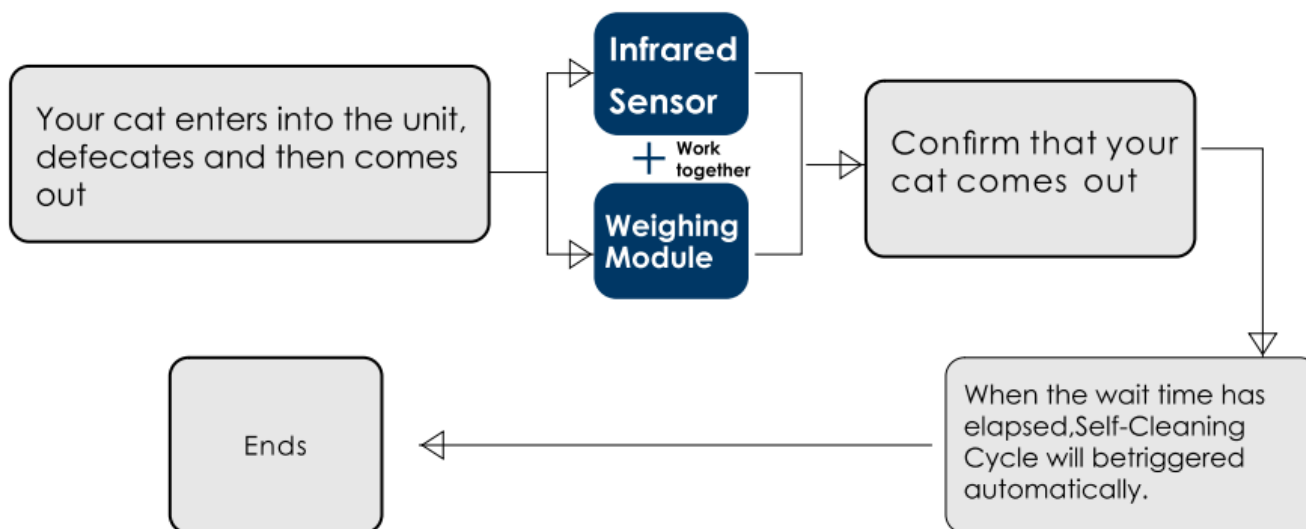 Your cat enters into the unit,
defecates and then comes
out
Infrared
Sensor
+ Work
together
Weighing
Module
Confirm that your
cat comes out
When the wait time has
elapsed,Self-Cleaning
Cycle will betriggered
automatically.
Ends